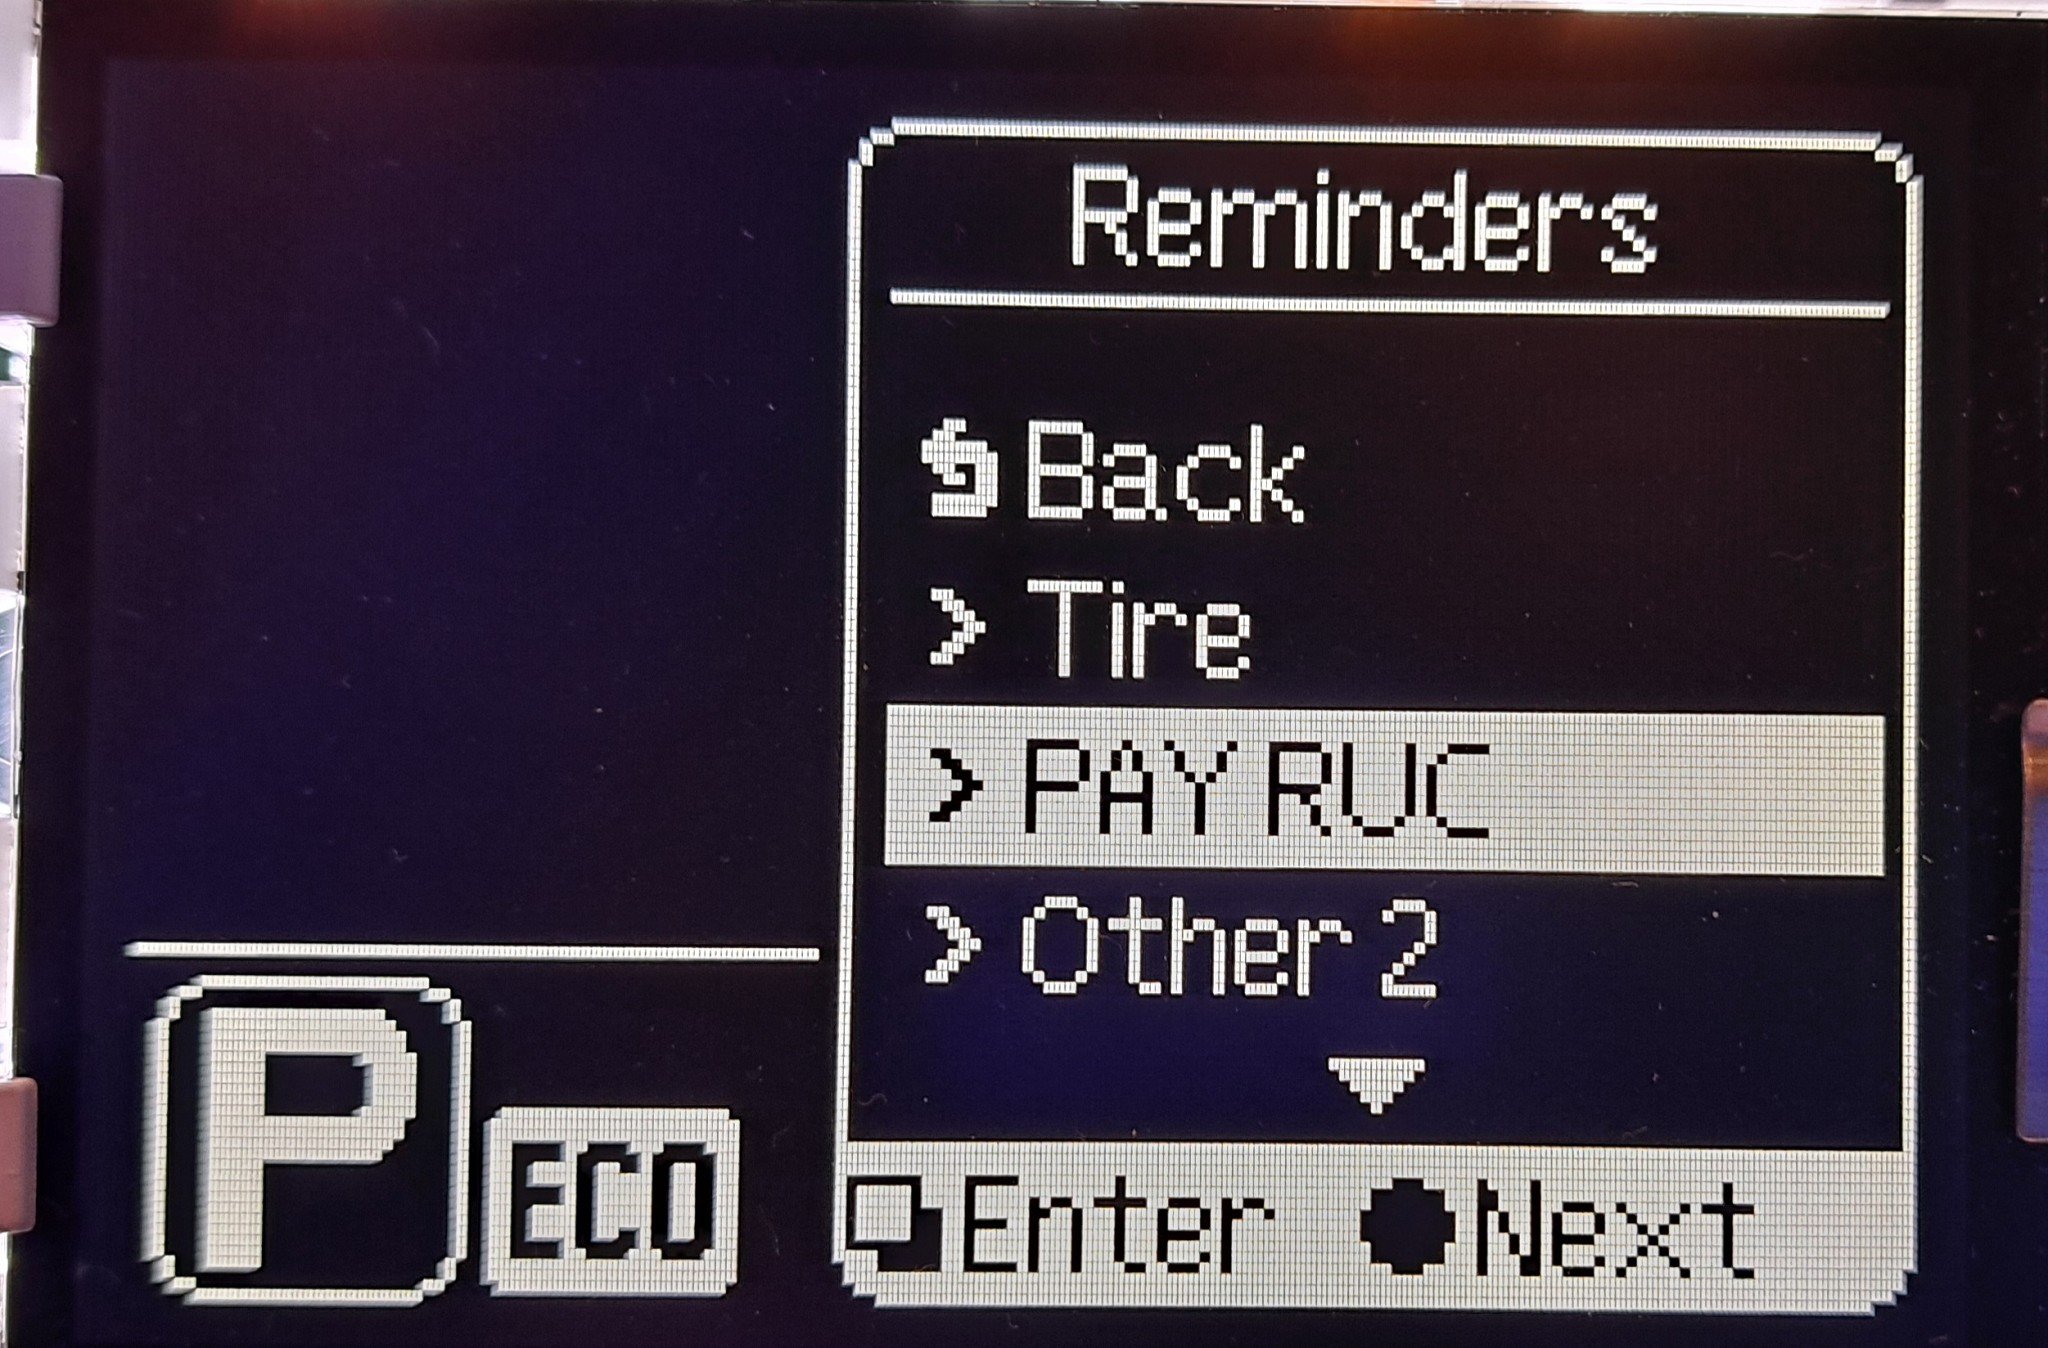 Reminders
Back
> Tire
> PAY RUC
> Other 2
P ECO
Enter Next